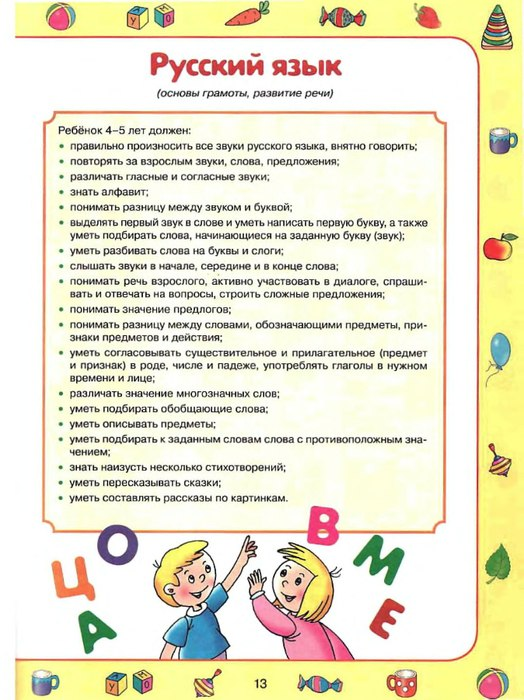 У
О
Русский язык
(основы грамоты, развитие речи)
Ребёнок 4–5 лет должен:
• правильно произносить все звуки русского языка, внятно говорить;
• повторять за взрослым звуки, слова, предложения;
• различать гласные и согласные звуки;
• знать алфавит;
• понимать разницу между звуком и буквой;
• выделять первый звук в слове и уметь написать первую букву, а также
уметь подбирать слова, начинающиеся на заданную букву (звук);
• уметь разбивать слова на буквы и слоги;
• слышать звуки в начале, середине и в конце слова;
• понимать речь взрослого, активно участвовать в диалоге, спраши-
вать и отвечать на вопросы, строить сложные предложения;
• понимать значение предлогов;
• понимать разницу между словами, обозначающими предметы, при-
знаки предметов и действия;
• уметь согласовывать существительное и прилагательное (предмет
и признак) в роде, числе и падеже, употреблять глаголы в нужном
времени и лице;
• различать значение многозначных слов;
• уметь подбирать обобщающие слова;
• уметь описывать предметы;
• уметь подбирать к заданным словам слова с противоположным зна-
чением;
• знать наизусть несколько стихотворений;
• уметь пересказывать сказки;
• уметь составлять рассказы по картинкам.
А
Ц
О
В
М
Е
У
О
13